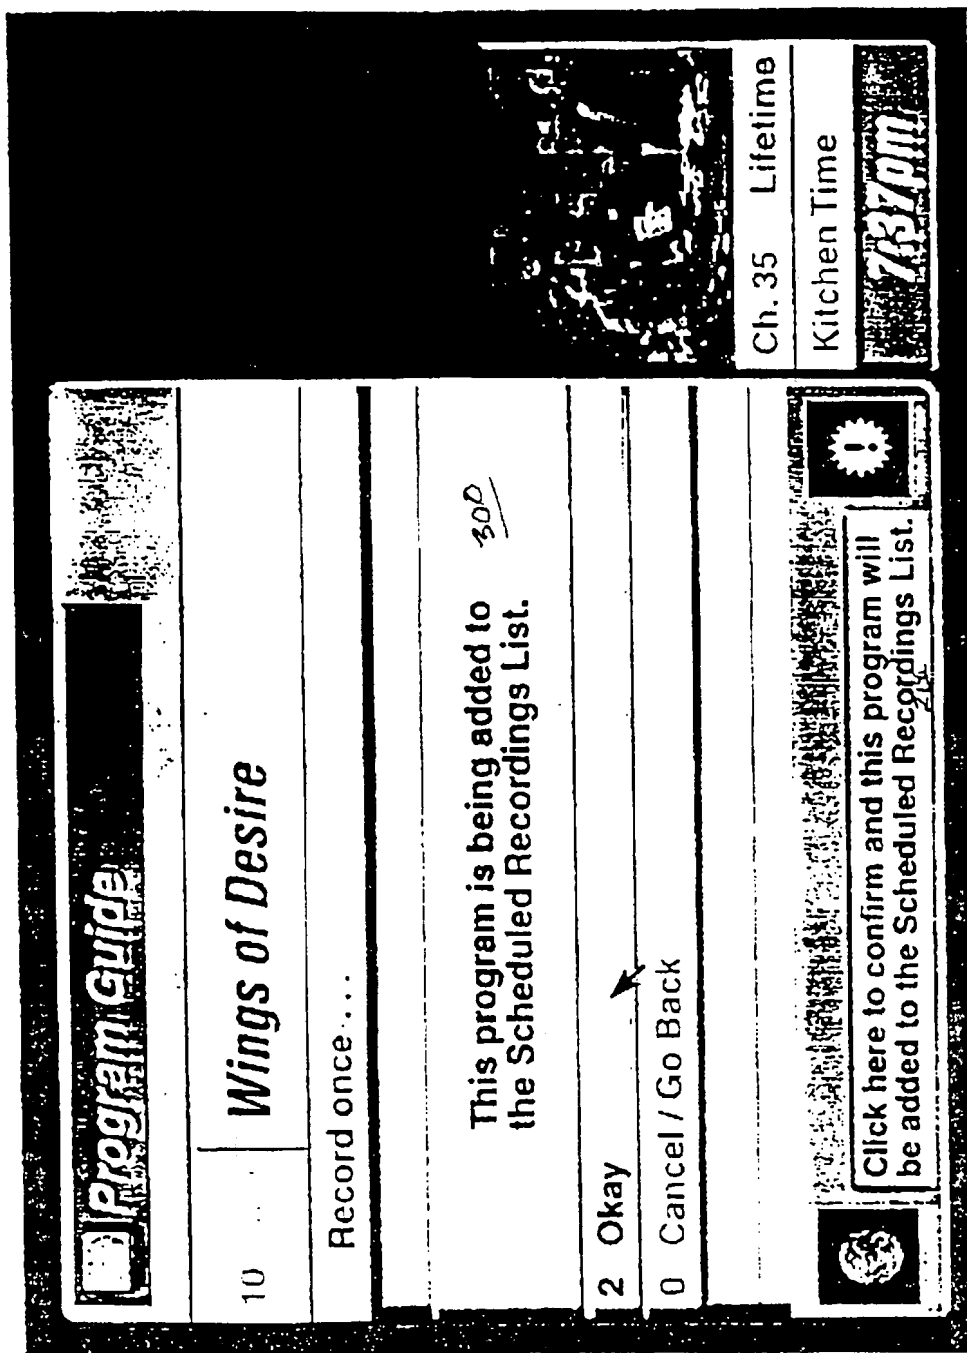 Program Guide
10 Wings of Desire
Record once...
This program is being added to
the Scheduled Recordings List.
300
2 Okay
0 Cancel / Go Back
Click here to confirm and this program will
be added to the Scheduled Recordings List.
Ch. 35 Lifetime
Kitchen Time
7:37pm